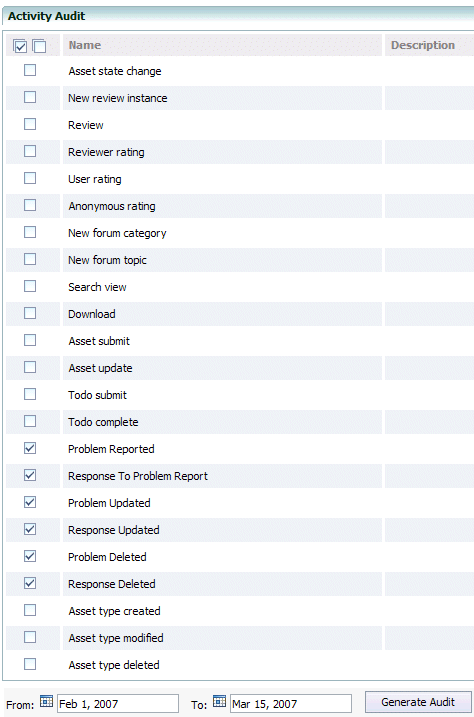 Activity Audit
Name Description
Asset state change
New review instance
Review
Reviewer rating
User rating
Anonymous rating
New forum category
New forum topic
Search view
Download
Asset submit
Asset update
Todo submit
Todo complete
Problem Reported
Response To Problem Report
Problem Updated
Response Updated
Problem Deleted
Response Deleted
Asset type created
Asset type modified
Asset type deleted
From: Feb 1, 2007 To: Mar 15, 2007 Generate Audit